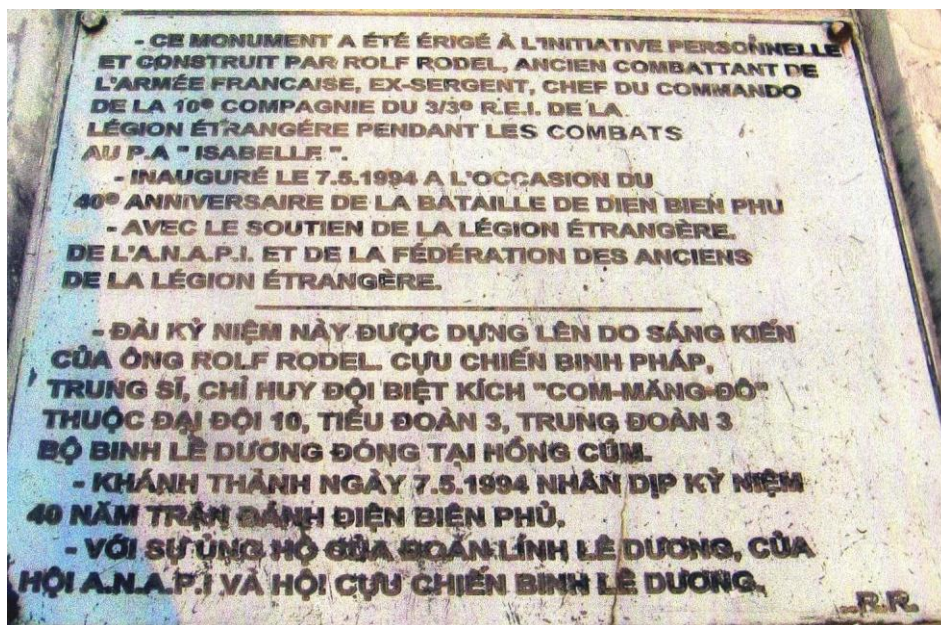 - CE MONUMENT A ÉTÉ ÉRIGÉ À L'INITIATIVE PERSONNELLE
ET CONSTRUIT PAR ROLF RODEL, ANCIEN COMBATTANT DE
L'ARMÉE FRANCAISE, EX-SERGENT, CHEF DU COMMANDO
DE LA 10e COMPAGNIE DU 3/3e R.E.I. DE LA
LÉGION ÉTRANGÉRE PENDANT LES COMBATS
AU P.A " ISABELLE ".
- INAUGURÉ LE 7.5.1994 A L'OCCASION DU
40e ANNIVERSAIRE DE LA BATAILLE DE DIEN BIEN PHU
- AVEC LE SOUTIEN DE LA LÉGION ÉTRANGÈRE,
DE L'A.N.A.P.I. ET DE LA FÉDÉRATION DES ANCIENS
DE LA LÉGION ÉTRANGÈRE.
- ĐÀI KỶ NIỆM NÀY ĐƯỢC DỰNG LÊN DO SÁNG KIẾN
CỦA ÔNG ROLF RODEL. CỰU CHIẾN BINH PHÁP,
TRUNG SĨ, CHỈ HUY ĐỘI BIỆT KÍCH "COM-MĂNG-ĐÔ"
THUỘC ĐẠI ĐỘI 10, TIỂU ĐOÀN 3, TRUNG ĐOÀN 3
BỘ BINH LÊ DƯƠNG ĐÓNG TẠI HỒNG CÚM.
- KHÁNH THÀNH NGÀY 7.5.1994 NHÂN DỊP KỶ NIỆM
40 NĂM TRẬN ĐÁNH ĐIỆN BIÊN PHỦ,
- VỚI SỰ ỦNG HỘ CỦA ĐOÀN LÍNH LÊ DƯƠNG, CỦA
HỘI A.N.A.P.I VÀ HỘI CỰU CHIẾN BINH LÊ DƯƠNG,
...R.R.